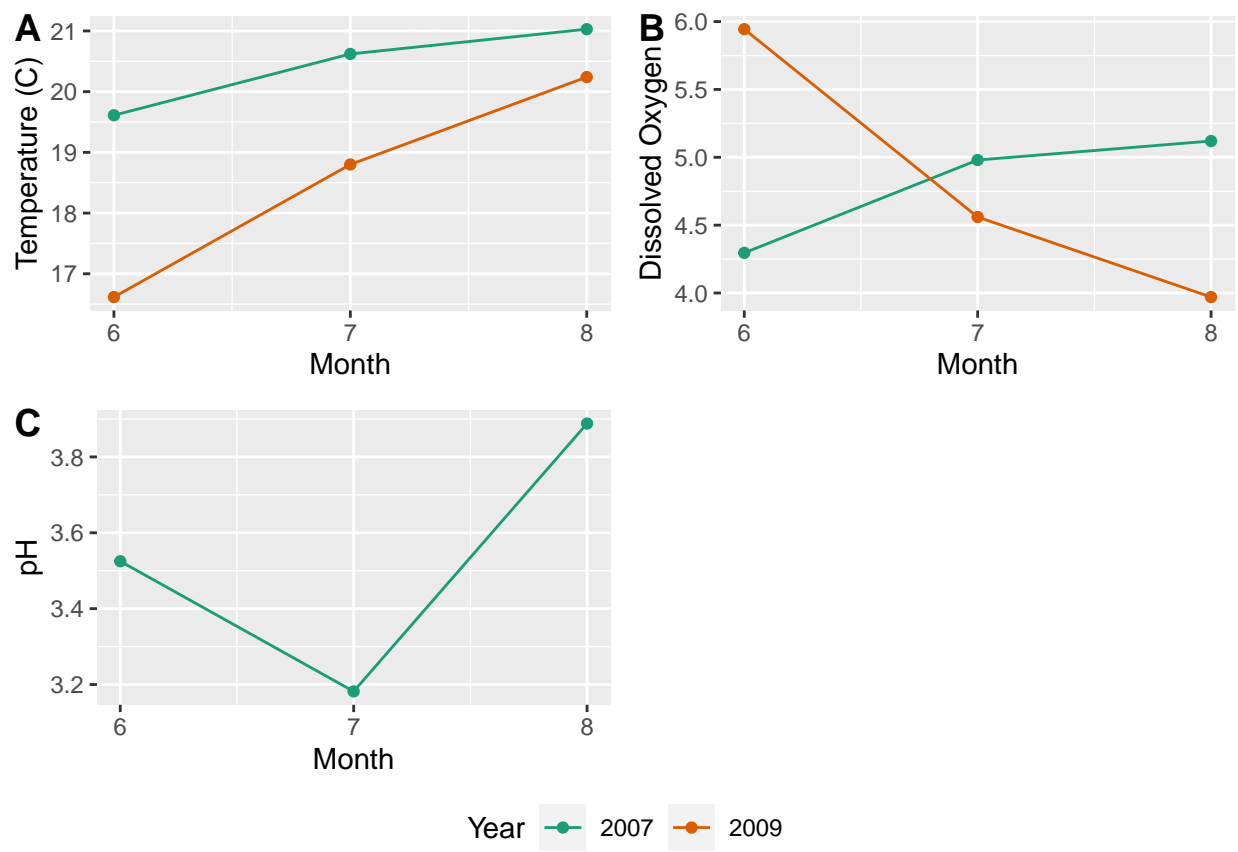 A
Temperature (C)
21
20
19
18
17
6 7 8
Month
B
Dissolved Oxygen
6.0
5.5
5.0
4.5
4.0
6 7 8
Month
C
pH
3.8
3.6
3.4
3.2
6 7 8
Month
Year 2007 2009